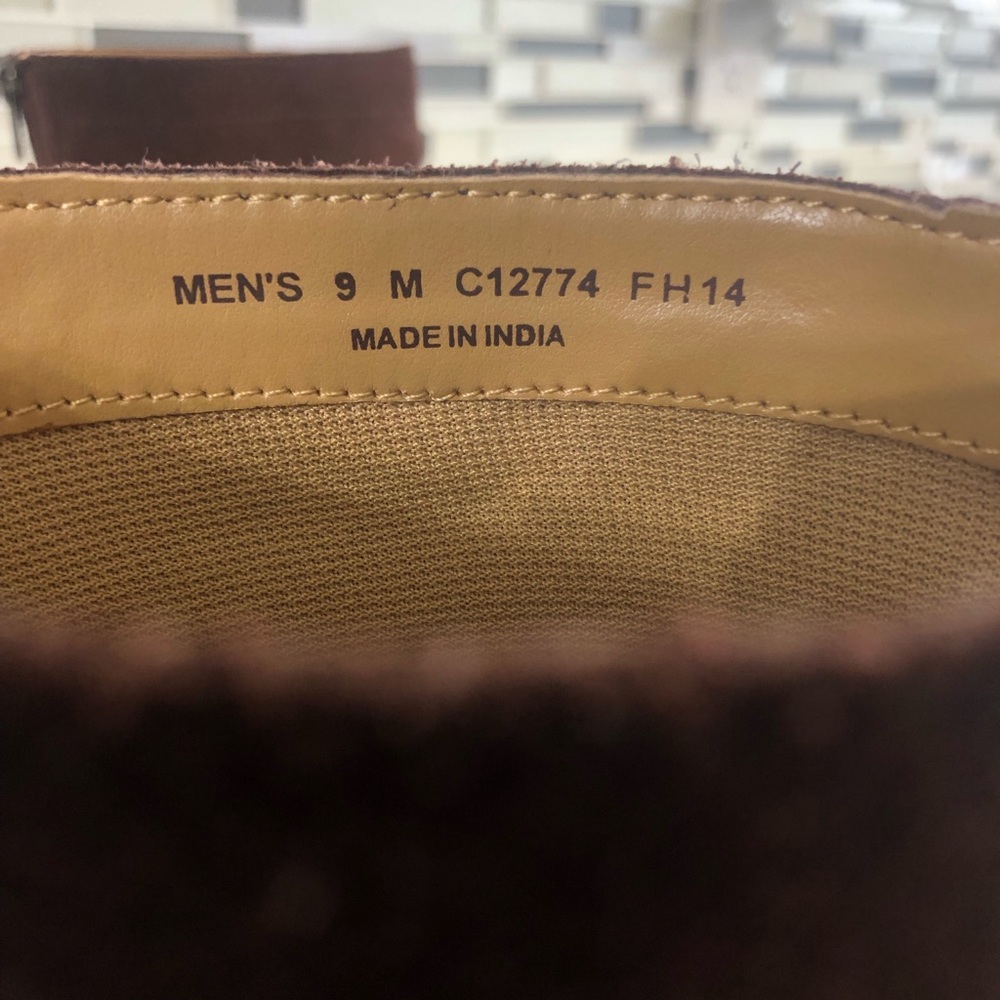 MEN'S 9 M C12774 FH14
MADE IN INDIA